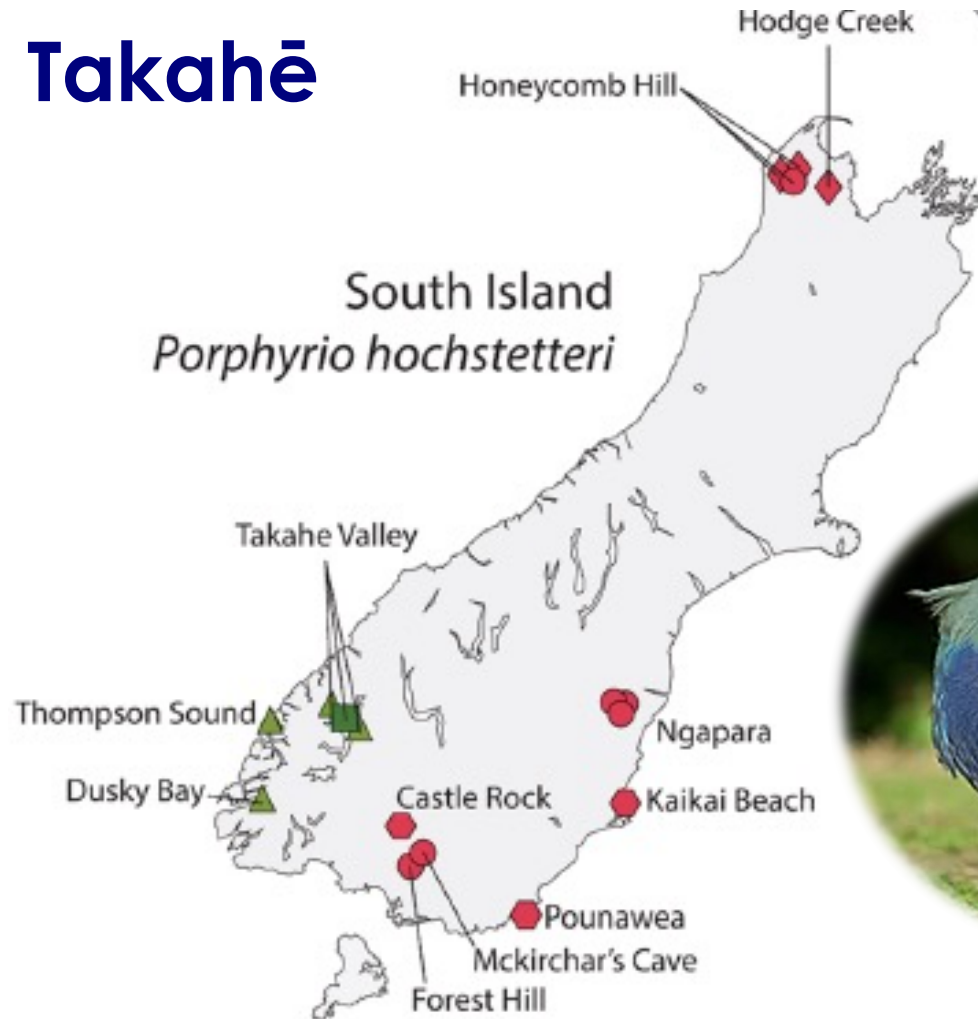 Takahē
Hodge Creek
Honeycomb Hill
South Island
Porphyrio hochstetteri
Takahe Valley
Thompson Sound
Ngapara
Dusky Bay
Castle Rock
Kaikai Beach
Pounawea
Mckirchar's Cave
Forest Hill